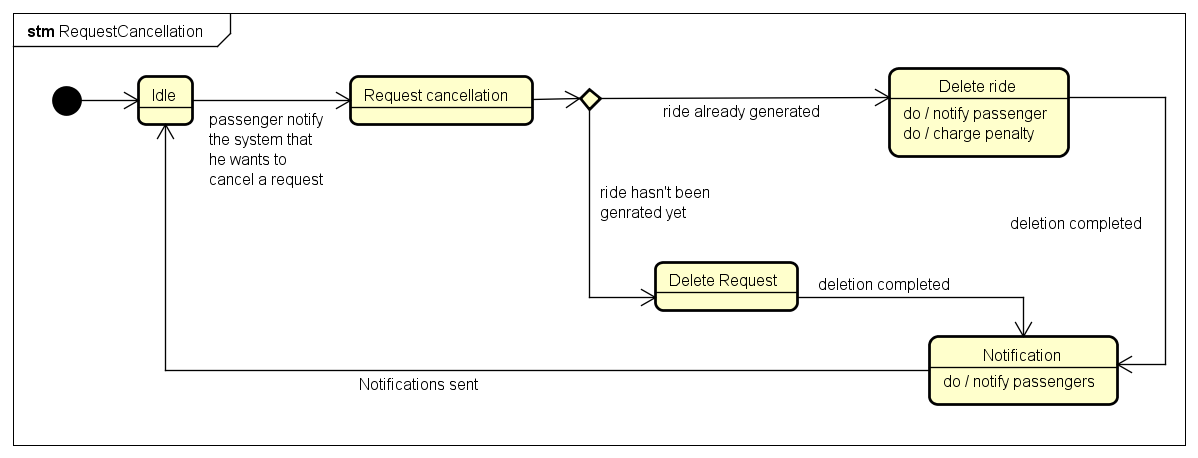 stm RequestCancellation
Idle
Request cancellation
Delete ride
do / notify passenger
do / charge penalty
passenger notify
the system that
he wants to
cancel a request
ride already generated
ride hasn't been
genrated yet
deletion completed
Delete Request
deletion completed
Notification
do / notify passengers
Notifications sent